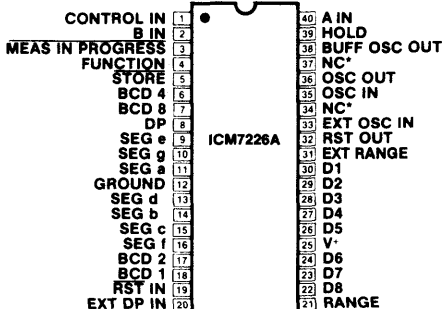 CONTROL IN 1
B IN 2
MEAS IN PROGRESS 3
FUNCTION 4
STORE 5
BCD 4 6
BCD 8 7
DP 8
SEG e 9
SEG g 10
SEG a 11
GROUND 12
SEG d 13
SEG b 14
SEG c 15
SEG f 16
BCD 2 17
BCD 1 18
RST IN 19
EXT DP IN 20
ICM7226A
40 A IN
39 HOLD
38 BUFF OSC OUT
37 NC*
36 OSC OUT
35 OSC IN
34 NC*
33 EXT OSC IN
32 RST OUT
31 EXT RANGE
30 D1
29 D2
28 D3
27 D4
26 D5
25 V+
24 D6
23 D7
22 D8
21 RANGE